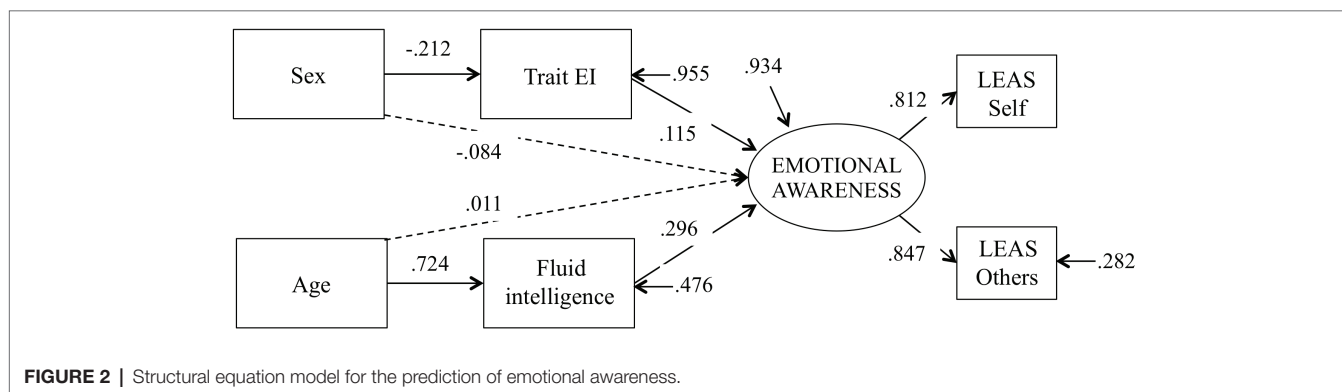 Sex
-.212
Trait EI
.955
.934
.812
LEAS
Self
.115
-.084
EMOTIONAL
AWARENESS
.011
.296
.847
LEAS
Others
.282
Age
.724
Fluid
intelligence
.476
FIGURE 2 | Structural equation model for the prediction of emotional awareness.